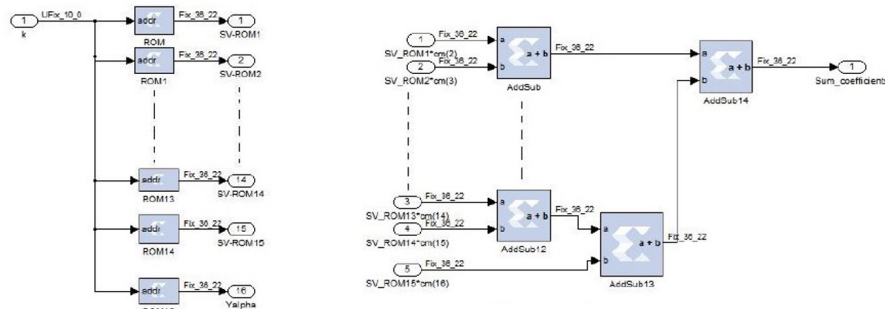 1
k
UFix_10_0
addr
ROM
Fix_36_22
1
SV-ROM1
addr
ROM1
Fix_36_22
2
SV-ROM2
addr
ROM13
Fix_36_22
14
SV-ROM14
addr
ROM14
Fix_36_22
15
SV-ROM15
addr
Fix_36_22
16
Yalpha
1
SV_ROM1*cm(2)
Fix_36_22
2
SV_ROM2*cm(3)
Fix_36_22
a
b
a + b
AddSub
Fix_36_22
3
SV_ROM13*cm(14)
Fix_36_22
4
SV_ROM14*cm(15)
Fix_36_22
5
SV_ROM15*cm(16)
Fix_36_22
a
b
a + b
AddSub12
Fix_36_22
a
b
a + b
AddSub13
Fix_36_22
a
b
a + b
AddSub14
Fix_36_22
1
Sum_coefficients